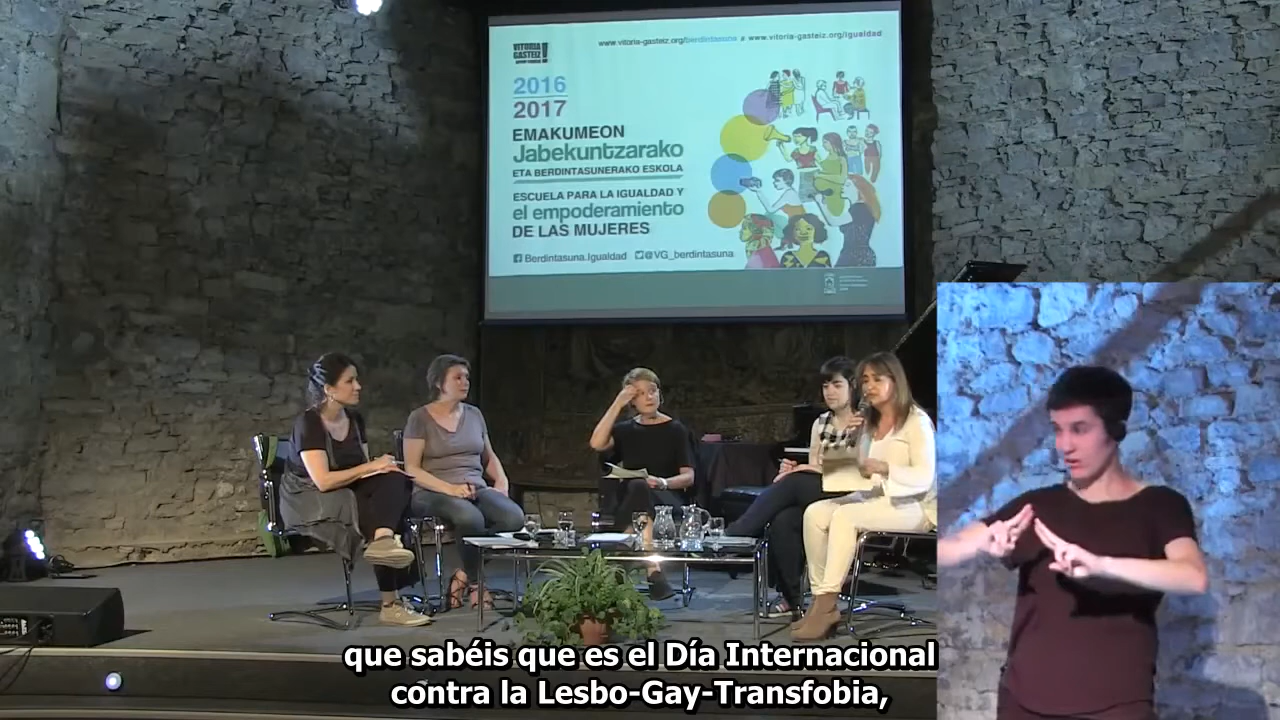 VITORIA
GASTEIZ
www.vitoria-gasteiz.org/berdintasuna // www.vitoria-gasteiz.org/igualdad
2016
2017
EMAKUMEON
Jabekuntzarako
ETA BERDINTASUNERAKO ESKOLA
ESCUELA PARA LA IGUALDAD Y
el empoderamiento
DE LAS MUJERES
Berdintasuna.Igualdad @VG_berdintasuna
que sabéis que es el Día Internacional
contra la Lesbo-Gay-Transfobia,